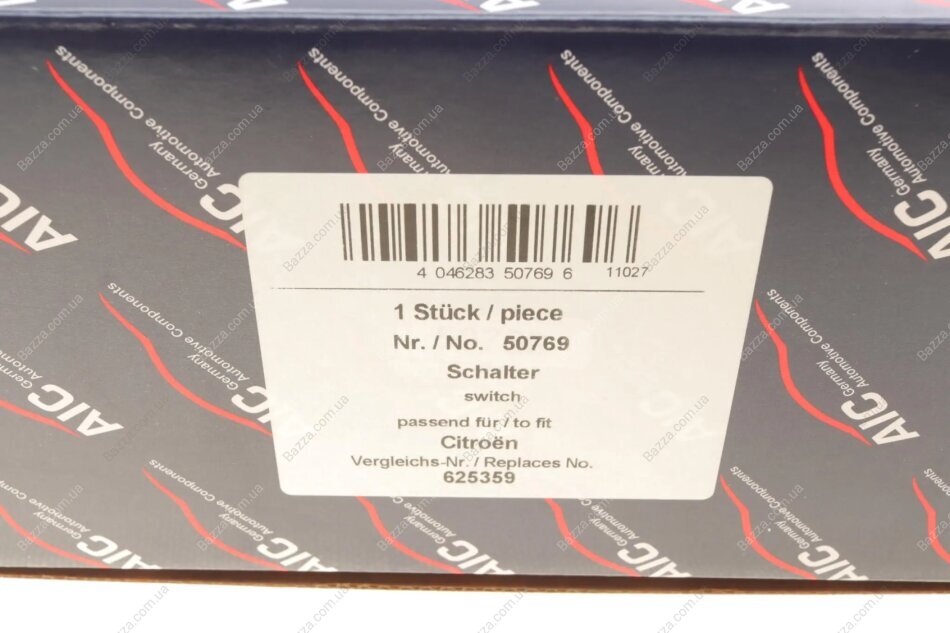 4 046283 50769 6 11027
1 Stück / piece
Nr. / No. 50769
Schalter
switch
passend für / to fit
Citroën
Vergleichs-Nr. / Replaces No.
625359
AIC Germany
Automotive Components
Bazza.com.ua